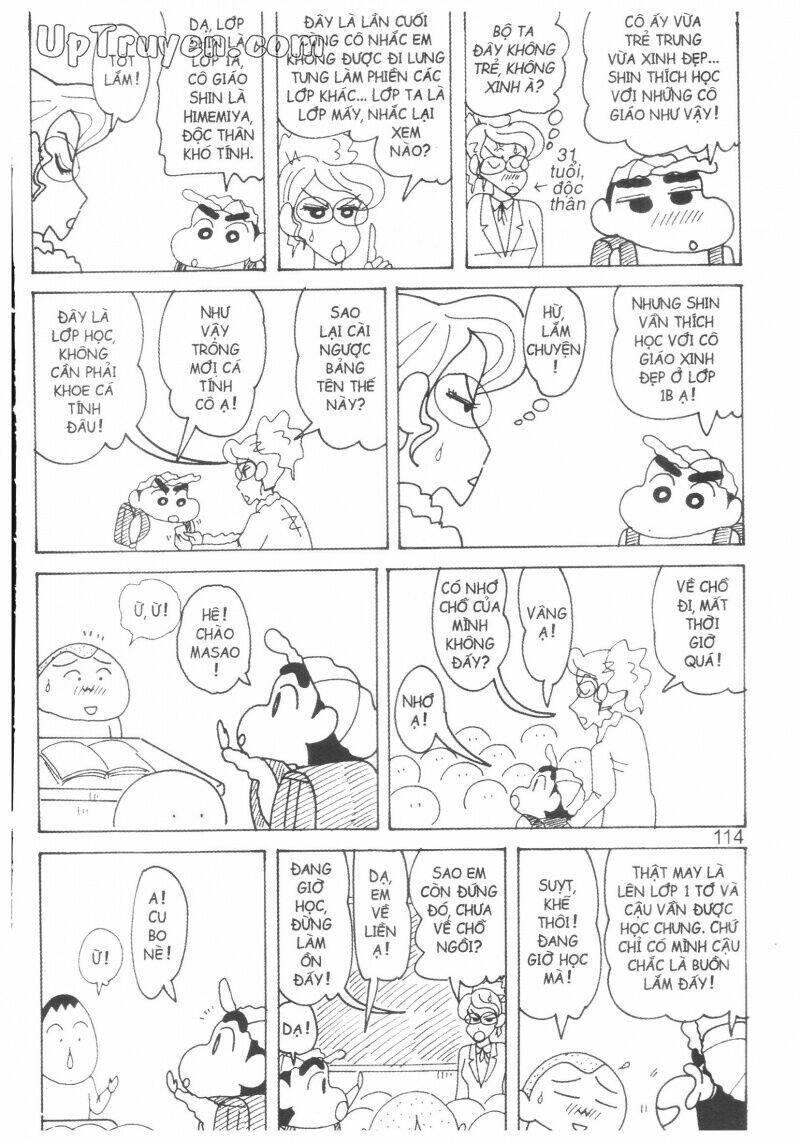 UpTruyen.com
CÔ ẤY VỪA
TRẺ TRUNG
VỪA XINH ĐẸP...
SHIN THÍCH HỌC
VỚI NHỮNG CÔ
GIÁO NHƯ VẬY!
BỘ TA
ĐÂY KHÔNG
TRẺ, KHÔNG
XINH À?
31
tuổi,
độc
thân
ĐÂY LÀ LẦN CUỐI
CÙNG CÔ NHẮC EM
KHÔNG ĐƯỢC ĐI LUNG
TUNG LÀM PHIỀN CÁC
LỚP KHÁC... LỚP TA LÀ
LỚP MẤY, NHẮC LẠI
XEM
NÀO?
DẠ, LỚP
SHIN LÀ
LỚP 1A,
CÔ GIÁO
SHIN LÀ
HIMEMIYA,
ĐỘC THÂN
KHÓ TÍNH.
TỐT
LẮM!
NHƯNG SHIN
VẪN THÍCH
HỌC VỚI CÔ
GIÁO XINH
ĐẸP Ở LỚP
1B Ạ!
HỪ,
LẮM
CHUYỆN
!
SAO
LẠI CÀI
NGƯỢC
BẢNG
TÊN THẾ
NÀY?
NHƯ
VẬY
TRÔNG
MỚI CÁ
TÍNH
CÔ Ạ!
ĐÂY LÀ
LỚP HỌC,
KHÔNG
CẦN PHẢI
KHOE CÁ
TÍNH
ĐÂU!
VỀ CHỖ
ĐI, MẤT
THỜI
GIỜ
QUÁ!
VÂNG
Ạ!
CÓ NHỚ
CHỖ CỦA
MÌNH
KHÔNG
ĐẤY?
NHỚ
Ạ!
HÊ!
CHÀO
MASAO
!
Ừ, Ừ!
114
THẬT MAY LÀ
LÊN LỚP 1 TỚ VÀ
CẬU VẪN ĐƯỢC
HỌC CHUNG. CHỨ
CHỈ CÓ MÌNH CẬU
CHẮC LÀ BUỒN
LẮM ĐẤY!
SUỴT,
KHẼ
THÔI!
ĐANG
GIỜ HỌC
MÀ!
SAO EM
CÒN ĐỨNG
ĐÓ, CHƯA
VỀ CHỖ
NGỒI?
DẠ,
EM
VỀ
LIỀN
Ạ!
ĐANG
GIỜ
HỌC,
ĐỪNG
LÀM
ỒN
ĐẤY!
DẠ!
A!
CU
BO
NÈ!
Ừ!